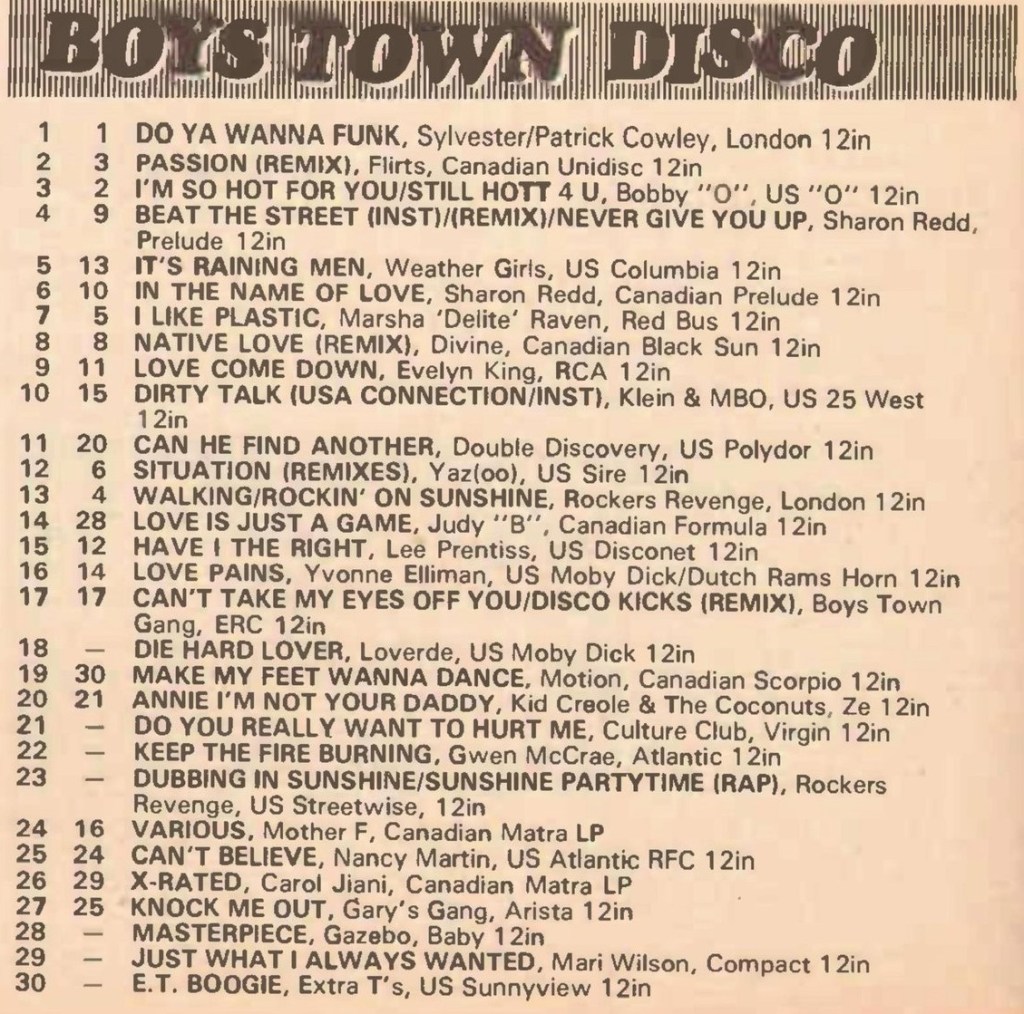 BOYS TOWN DISCO
1 1 DO YA WANNA FUNK, Sylvester/Patrick Cowley, London 12in
2 3 PASSION (REMIX), Flirts, Canadian Unidisc 12in
3 2 I'M SO HOT FOR YOU/STILL HOTT 4 U, Bobby "O", US "O" 12in
4 9 BEAT THE STREET (INST)/(REMIX)/NEVER GIVE YOU UP, Sharon Redd,
Prelude 12in
5 13 IT'S RAINING MEN, Weather Girls, US Columbia 12in
6 10 IN THE NAME OF LOVE, Sharon Redd, Canadian Prelude 12in
7 5 I LIKE PLASTIC, Marsha 'Delite' Raven, Red Bus 12in
8 8 NATIVE LOVE (REMIX), Divine, Canadian Black Sun 12in
9 11 LOVE COME DOWN, Evelyn King, RCA 12in
10 15 DIRTY TALK (USA CONNECTION/INST), Klein & MBO, US 25 West
12in
11 20 CAN HE FIND ANOTHER, Double Discovery, US Polydor 12in
12 6 SITUATION (REMIXES), Yaz(oo), US Sire 12in
13 4 WALKING/ROCKIN' ON SUNSHINE, Rockers Revenge, London 12in
14 28 LOVE IS JUST A GAME, Judy "B", Canadian Formula 12in
15 12 HAVE I THE RIGHT, Lee Prentiss, US Disconet 12in
16 14 LOVE PAINS, Yvonne Elliman, US Moby Dick/Dutch Rams Horn 12in
17 17 CAN'T TAKE MY EYES OFF YOU/DISCO KICKS (REMIX), Boys Town
Gang, ERC 12in
18 — DIE HARD LOVER, Loverde, US Moby Dick 12in
19 30 MAKE MY FEET WANNA DANCE, Motion, Canadian Scorpio 12in
20 21 ANNIE I'M NOT YOUR DADDY, Kid Creole & The Coconuts, Ze 12in
21 — DO YOU REALLY WANT TO HURT ME, Culture Club, Virgin 12in
22 — KEEP THE FIRE BURNING, Gwen McCrae, Atlantic 12in
23 — DUBBING IN SUNSHINE/SUNSHINE PARTYTIME (RAP), Rockers
Revenge, US Streetwise, 12in
24 16 VARIOUS, Mother F, Canadian Matra LP
25 24 CAN'T BELIEVE, Nancy Martin, US Atlantic RFC 12in
26 29 X-RATED, Carol Jiani, Canadian Matra LP
27 25 KNOCK ME OUT, Gary's Gang, Arista 12in
28 — MASTERPIECE, Gazebo, Baby 12in
29 — JUST WHAT I ALWAYS WANTED, Mari Wilson, Compact 12in
30 — E.T. BOOGIE, Extra T's, US Sunnyview 12in